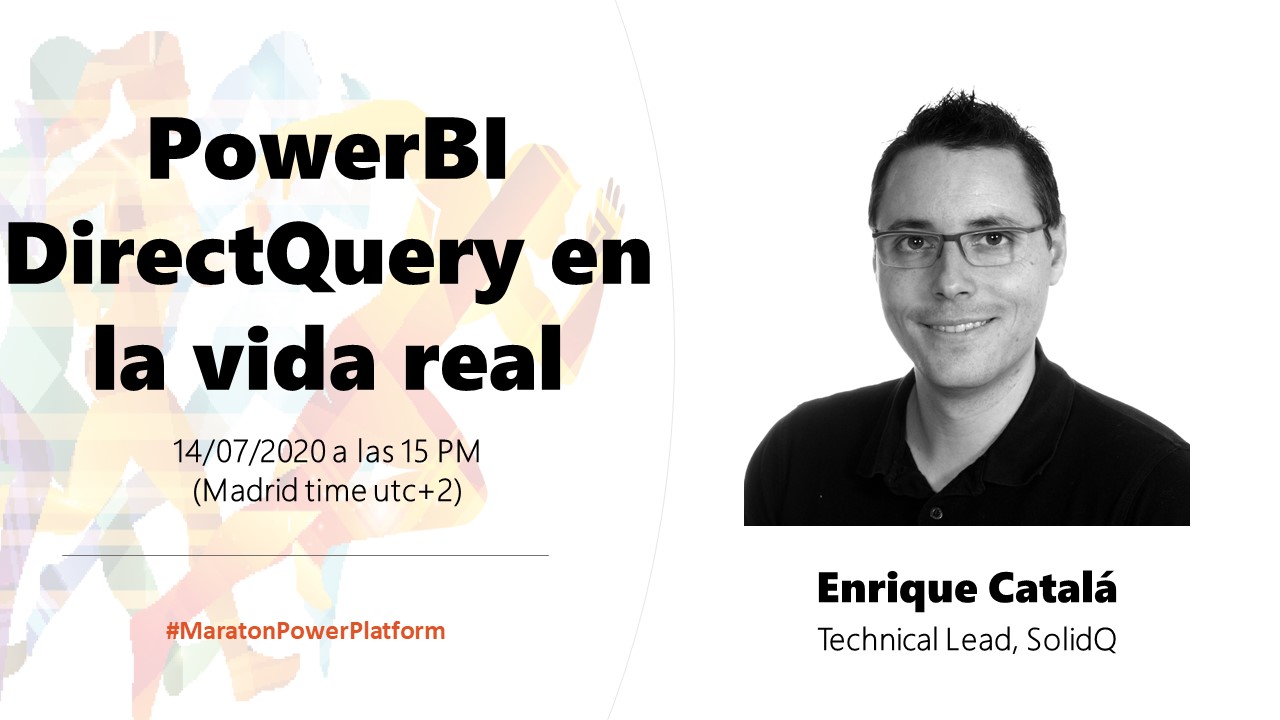 PowerBI
DirectQuery en
la vida real
14/07/2020 a las 15 PM
(Madrid time utc+2)
#MaratonPowerPlatform
Enrique Catalá
Technical Lead, SolidQ